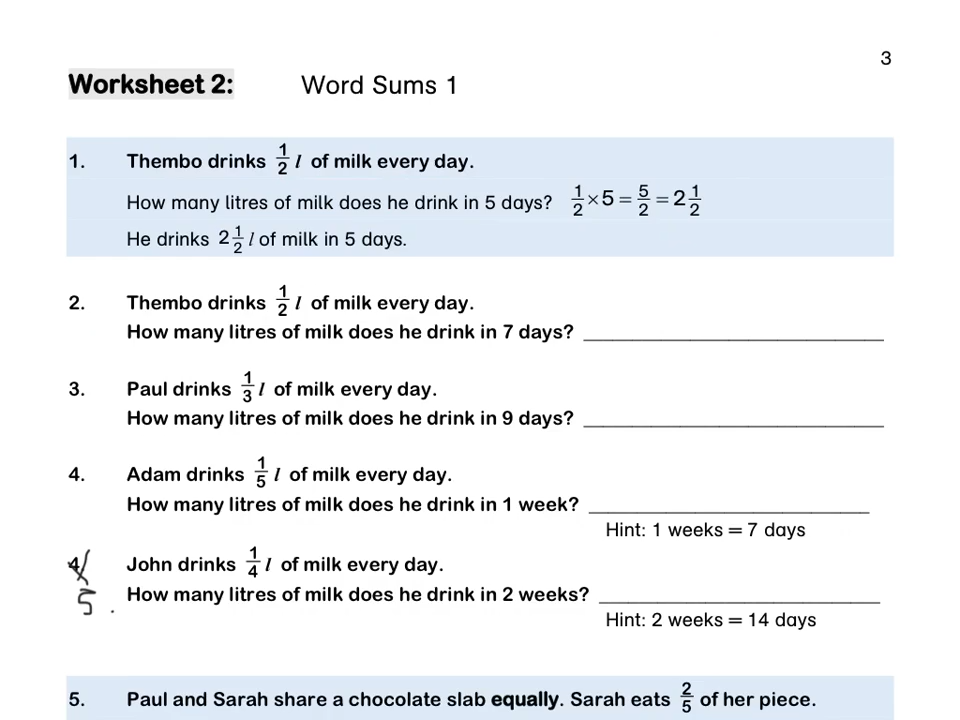 3
Worksheet 2: Word Sums 1
1. Thembo drinks 1/2 l of milk every day.
How many litres of milk does he drink in 5 days? 1/2 × 5 = 5/2 = 2 1/2
He drinks 2 1/2 l of milk in 5 days.
2. Thembo drinks 1/2 l of milk every day.
How many litres of milk does he drink in 7 days?
3. Paul drinks 1/3 l of milk every day.
How many litres of milk does he drink in 9 days?
4. Adam drinks 1/5 l of milk every day.
How many litres of milk does he drink in 1 week?
Hint: 1 weeks = 7 days
4. John drinks 1/4 l of milk every day.
5. How many litres of milk does he drink in 2 weeks?
Hint: 2 weeks = 14 days
5. Paul and Sarah share a chocolate slab equally. Sarah eats 2/5 of her piece.